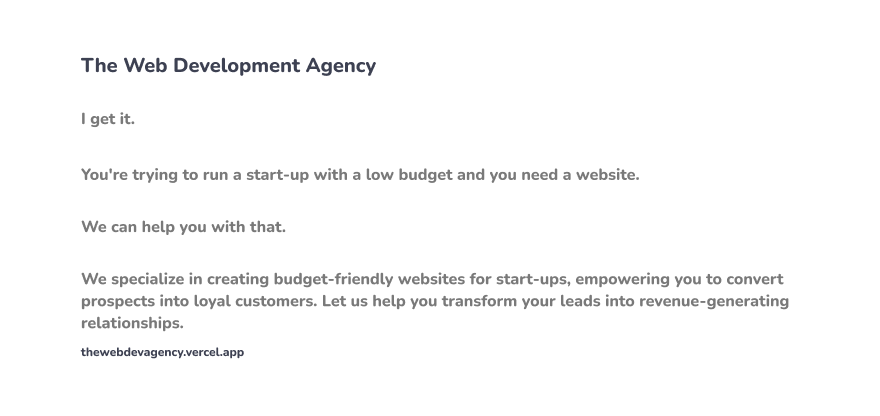 The Web Development Agency
I get it.
You're trying to run a start-up with a low budget and you need a website.
We can help you with that.
We specialize in creating budget-friendly websites for start-ups, empowering you to convert
prospects into loyal customers. Let us help you transform your leads into revenue-generating
relationships.
thewebdevagency.vercel.app